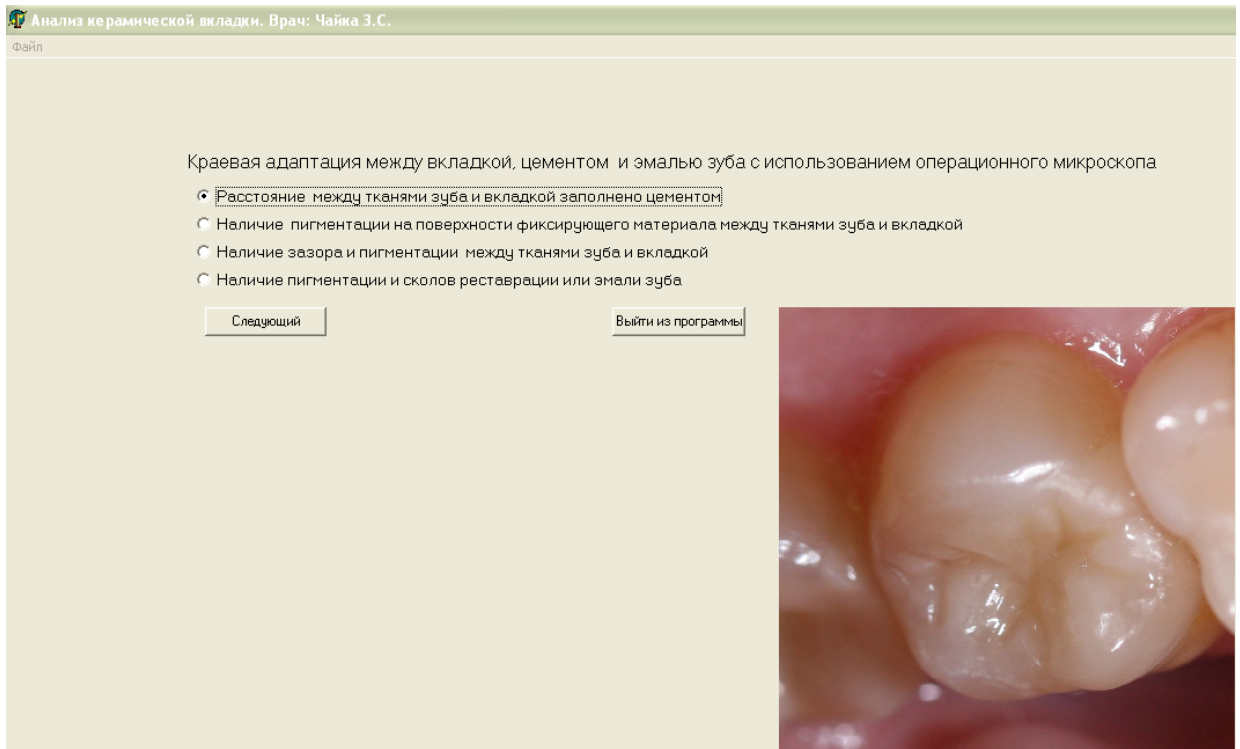 Анализ керамической вкладки. Врач: Чайка З.С.
Файл
Краевая адаптация между вкладкой, цементом и эмалью зуба с использованием операционного микроскопа
Расстояние между тканями зуба и вкладкой заполнено цементом
Наличие пигментации на поверхности фиксирующего материала между тканями зуба и вкладкой
Наличие зазора и пигментации между тканями зуба и вкладкой
Наличие пигментации и сколов реставрации или эмали зуба
Следующий
Выйти из программы